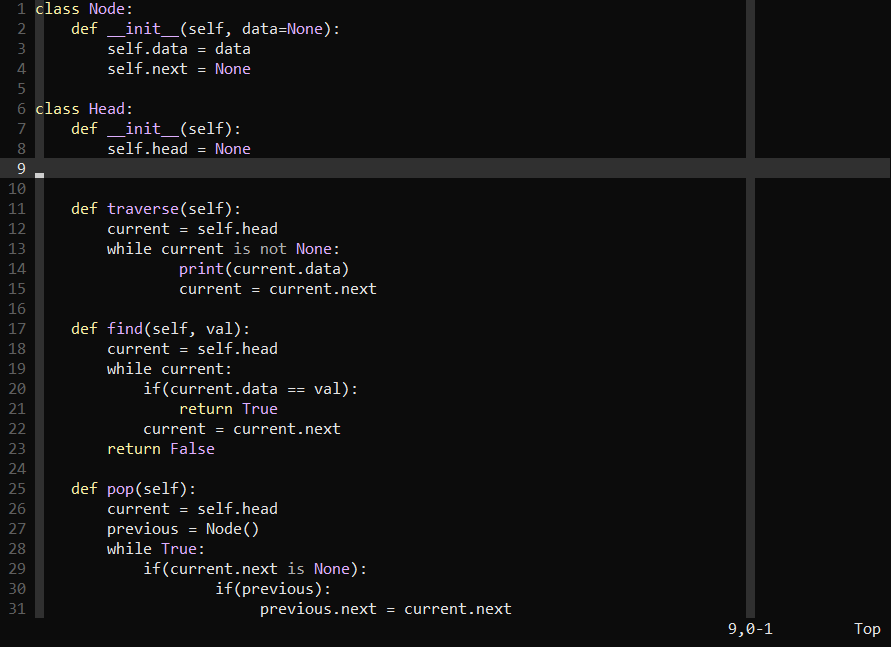 1 class Node:
2     def __init__(self, data=None):
3         self.data = data
4         self.next = None
5
6 class Head:
7     def __init__(self):
8         self.head = None
9
10
11     def traverse(self):
12         current = self.head
13         while current is not None:
14                 print(current.data)
15                 current = current.next
16
17     def find(self, val):
18         current = self.head
19         while current:
20             if(current.data == val):
21                 return True
22             current = current.next
23         return False
24
25     def pop(self):
26         current = self.head
27         previous = Node()
28         while True:
29             if(current.next is None):
30                     if(previous):
31                          previous.next = current.next
9,0-1 Top